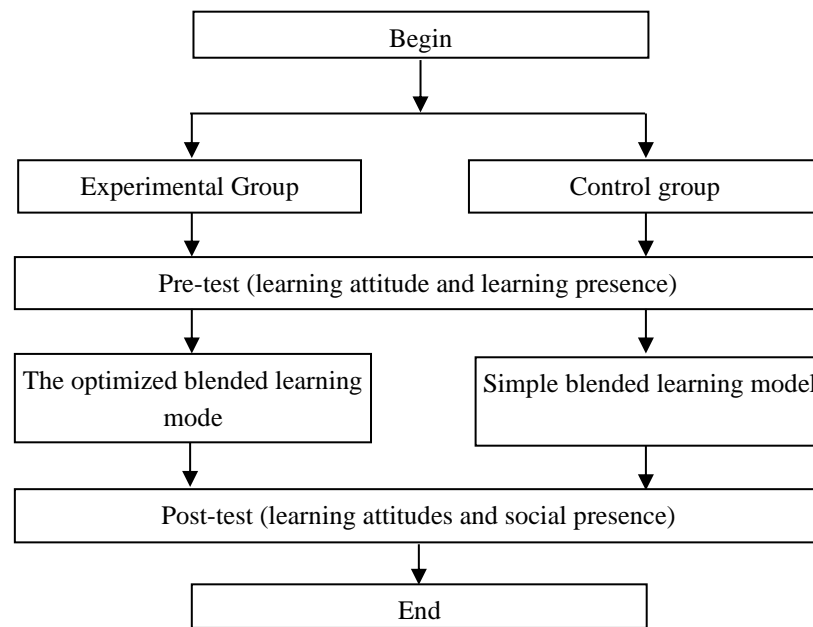 Begin
Experimental Group
Control group
Pre-test (learning attitude and learning presence)
The optimized blended learning
mode
Simple blended learning model
Post-test (learning attitudes and social presence)
End